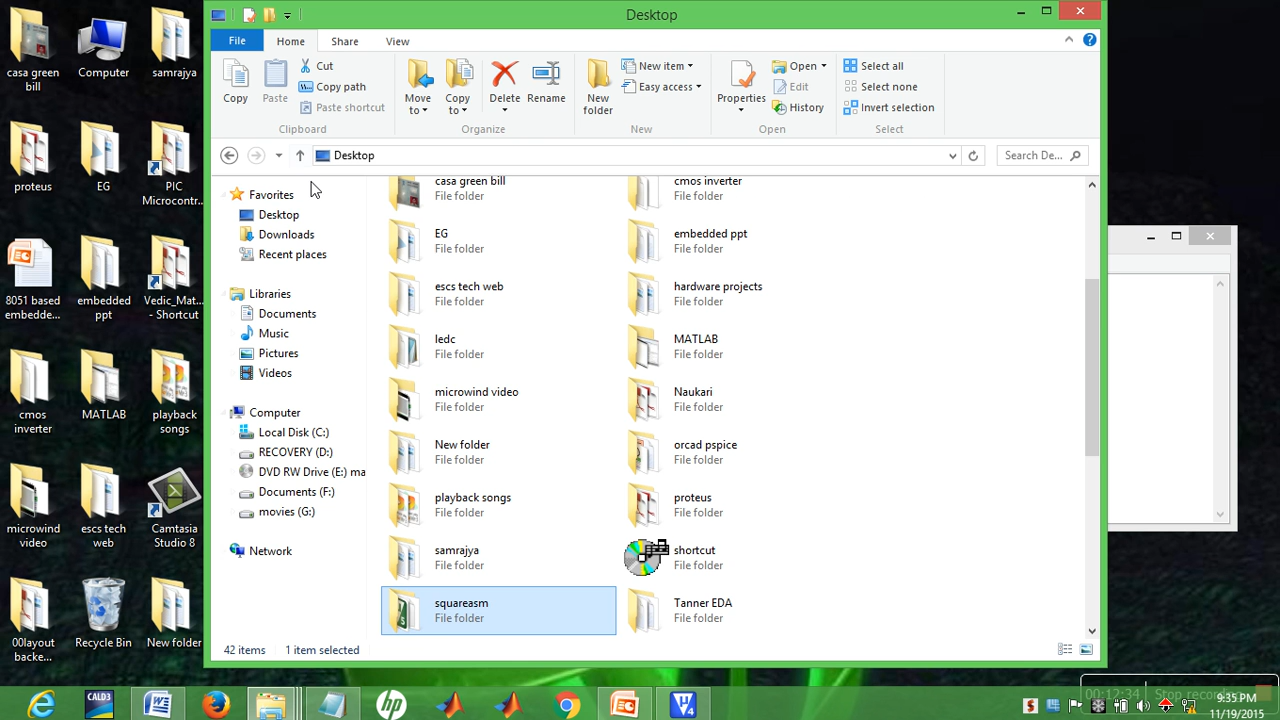 Desktop
File
Home
Share
View
Copy
Paste
Cut
Copy path
Paste shortcut
Clipboard
Move to
Copy to
Delete
Rename
Organize
New folder
New item
Easy access
New
Properties
Open
Edit
History
Open
Select all
Select none
Invert selection
Select
Desktop
Search De...
Favorites
Desktop
Downloads
Recent places
Libraries
Documents
Music
Pictures
Videos
Computer
Local Disk (C:)
RECOVERY (D:)
DVD RW Drive (E:) ma
Documents (F:)
movies (G:)
Network
casa green bill
File folder
cmos inverter
File folder
EG
File folder
embedded ppt
File folder
escs tech web
File folder
hardware projects
File folder
ledc
File folder
MATLAB
File folder
microwind video
File folder
Naukari
File folder
New folder
File folder
orcad pspice
File folder
playback songs
File folder
proteus
File folder
samrajya
File folder
shortcut
File folder
squareasm
File folder
Tanner EDA
File folder
42 items
1 item selected
casa green
bill
Computer
samrajya
proteus
EG
PIC
Microcontr...
8051 based
embedde...
embedded
ppt
Vedic_Mat...
- Shortcut
cmos
inverter
MATLAB
playback
songs
microwind
video
escs tech
web
Camtasia
Studio 8
00layout
backe...
Recycle Bin
New folder
CALD3
00:12:34
Stop recor
9:35 PM
11/19/2015